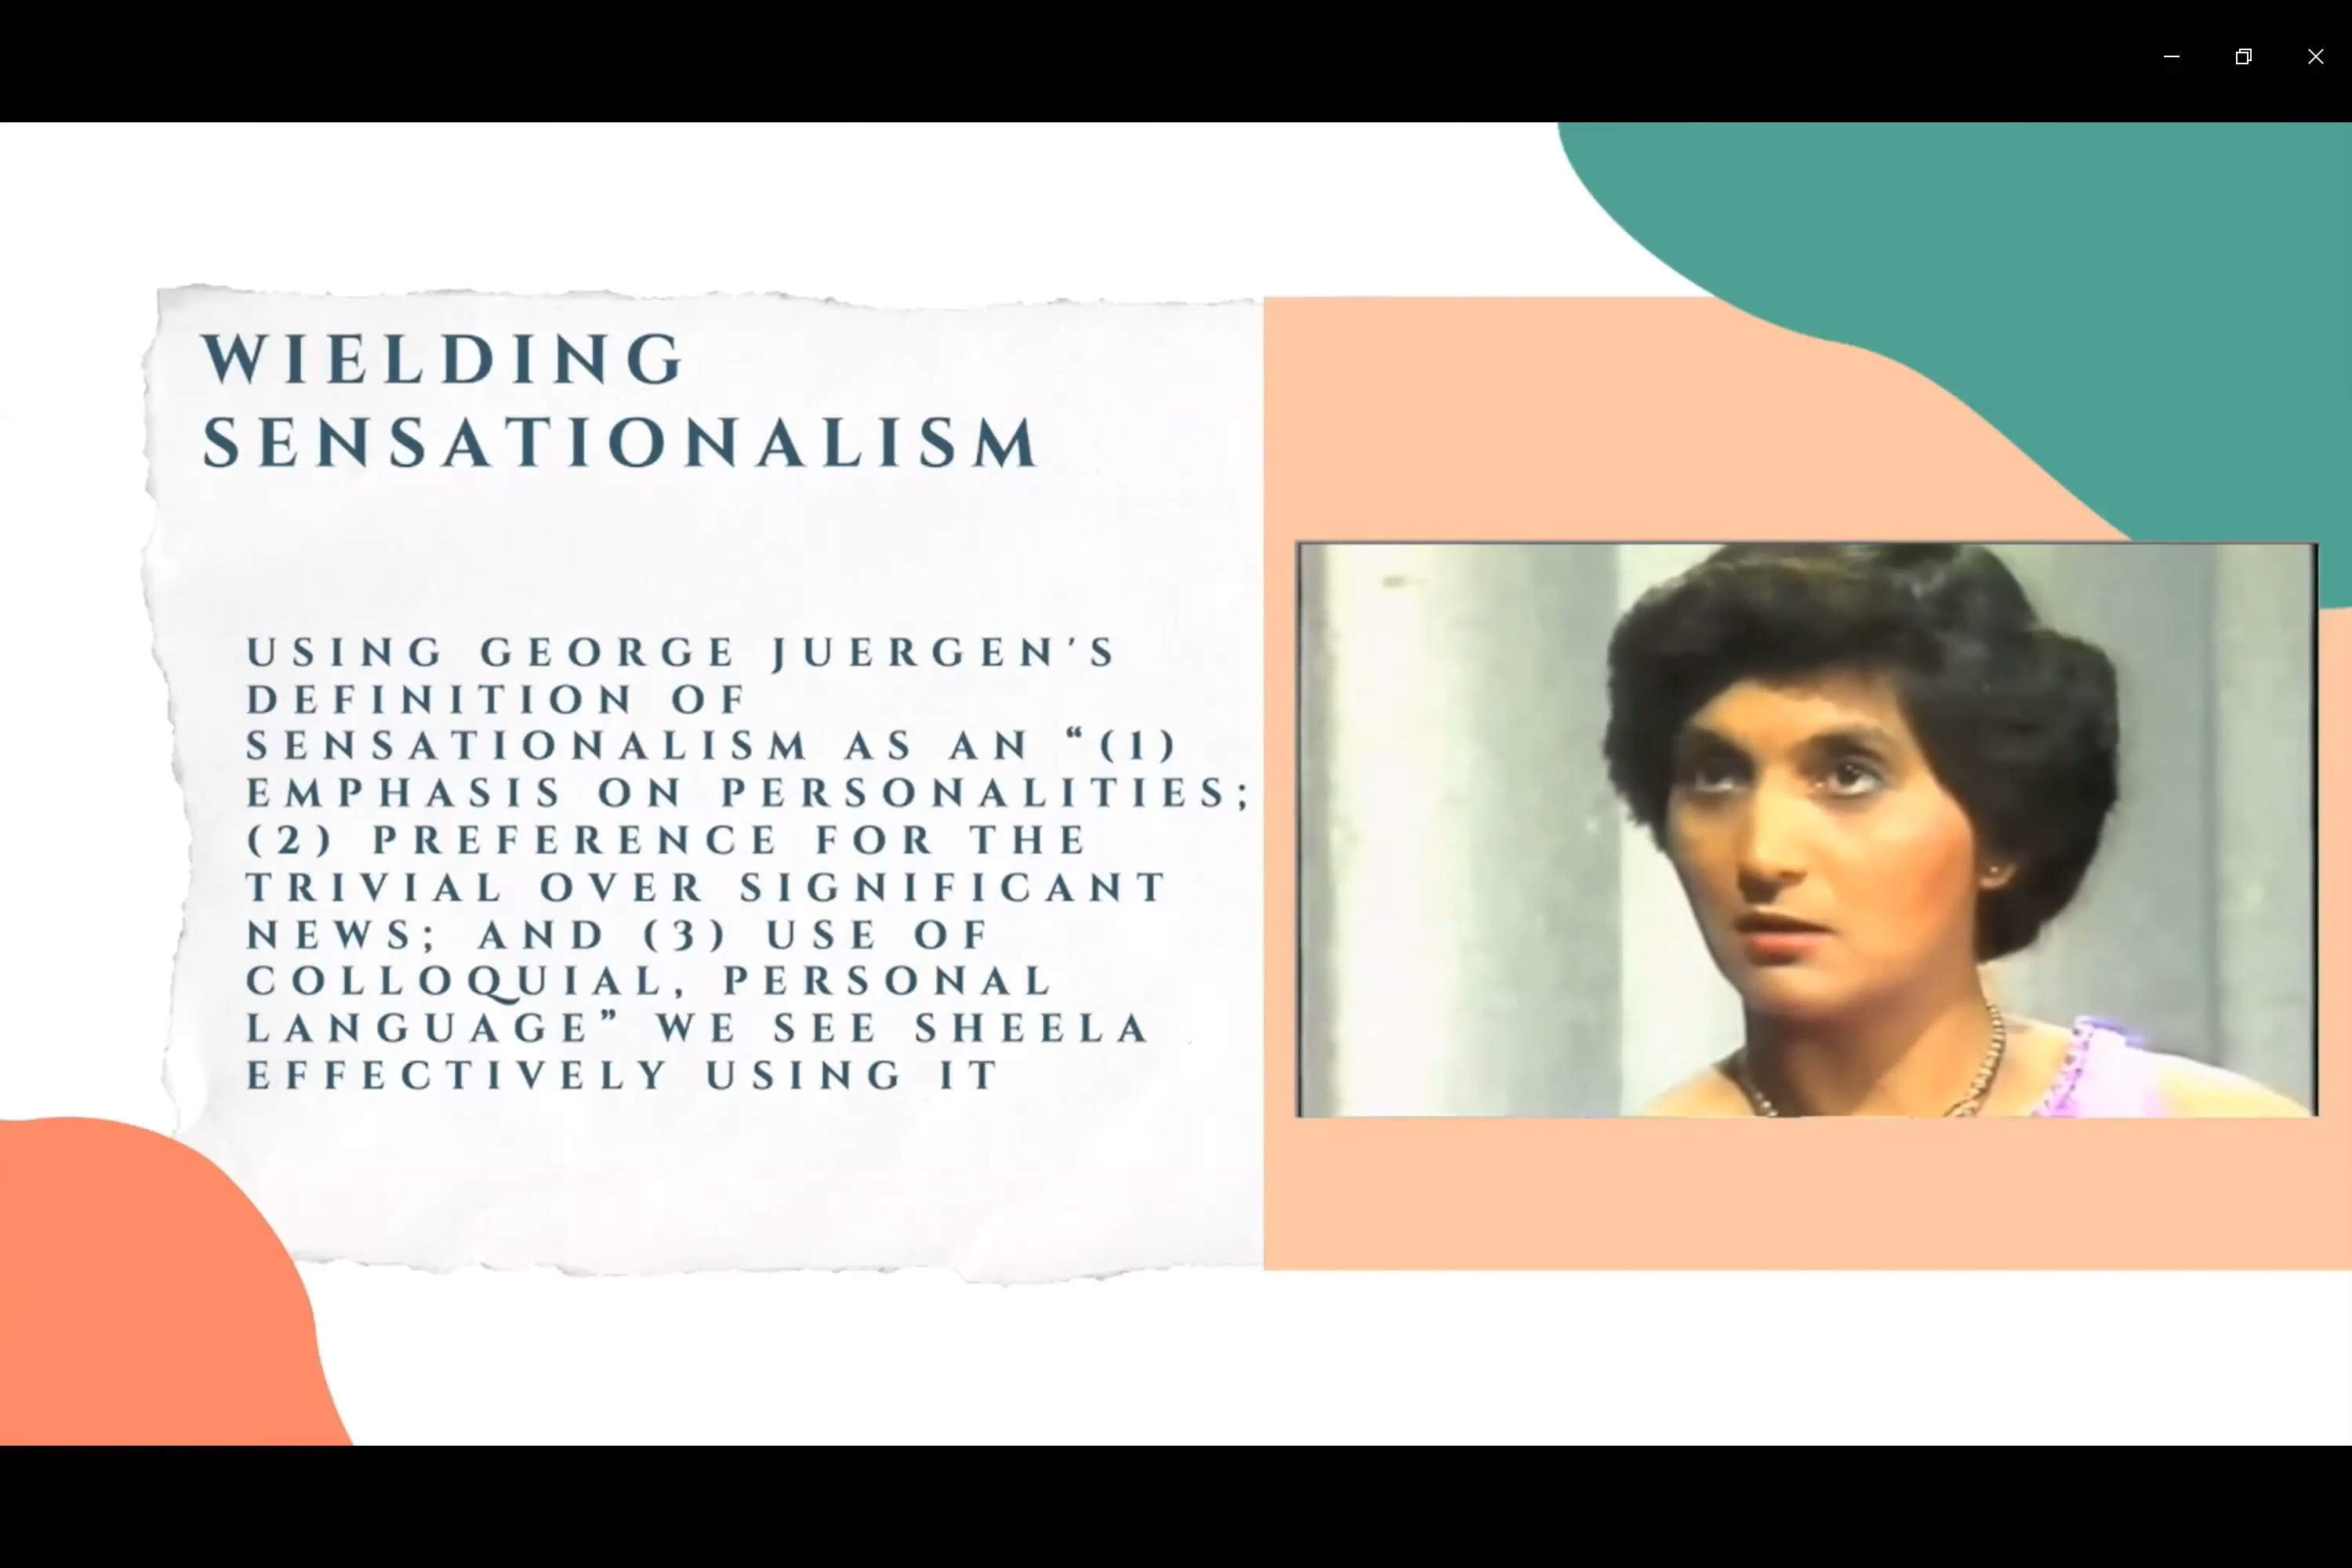 WIELDING
SENSATIONALISM
USING GEORGE JUERGEN'S
DEFINITION OF
SENSATIONALISM AS AN “(1)
EMPHASIS ON PERSONALITIES;
(2) PREFERENCE FOR THE
TRIVIAL OVER SIGNIFICANT
NEWS; AND (3) USE OF
COLLOQUIAL, PERSONAL
LANGUAGE” WE SEE SHEELA
EFFECTIVELY USING IT